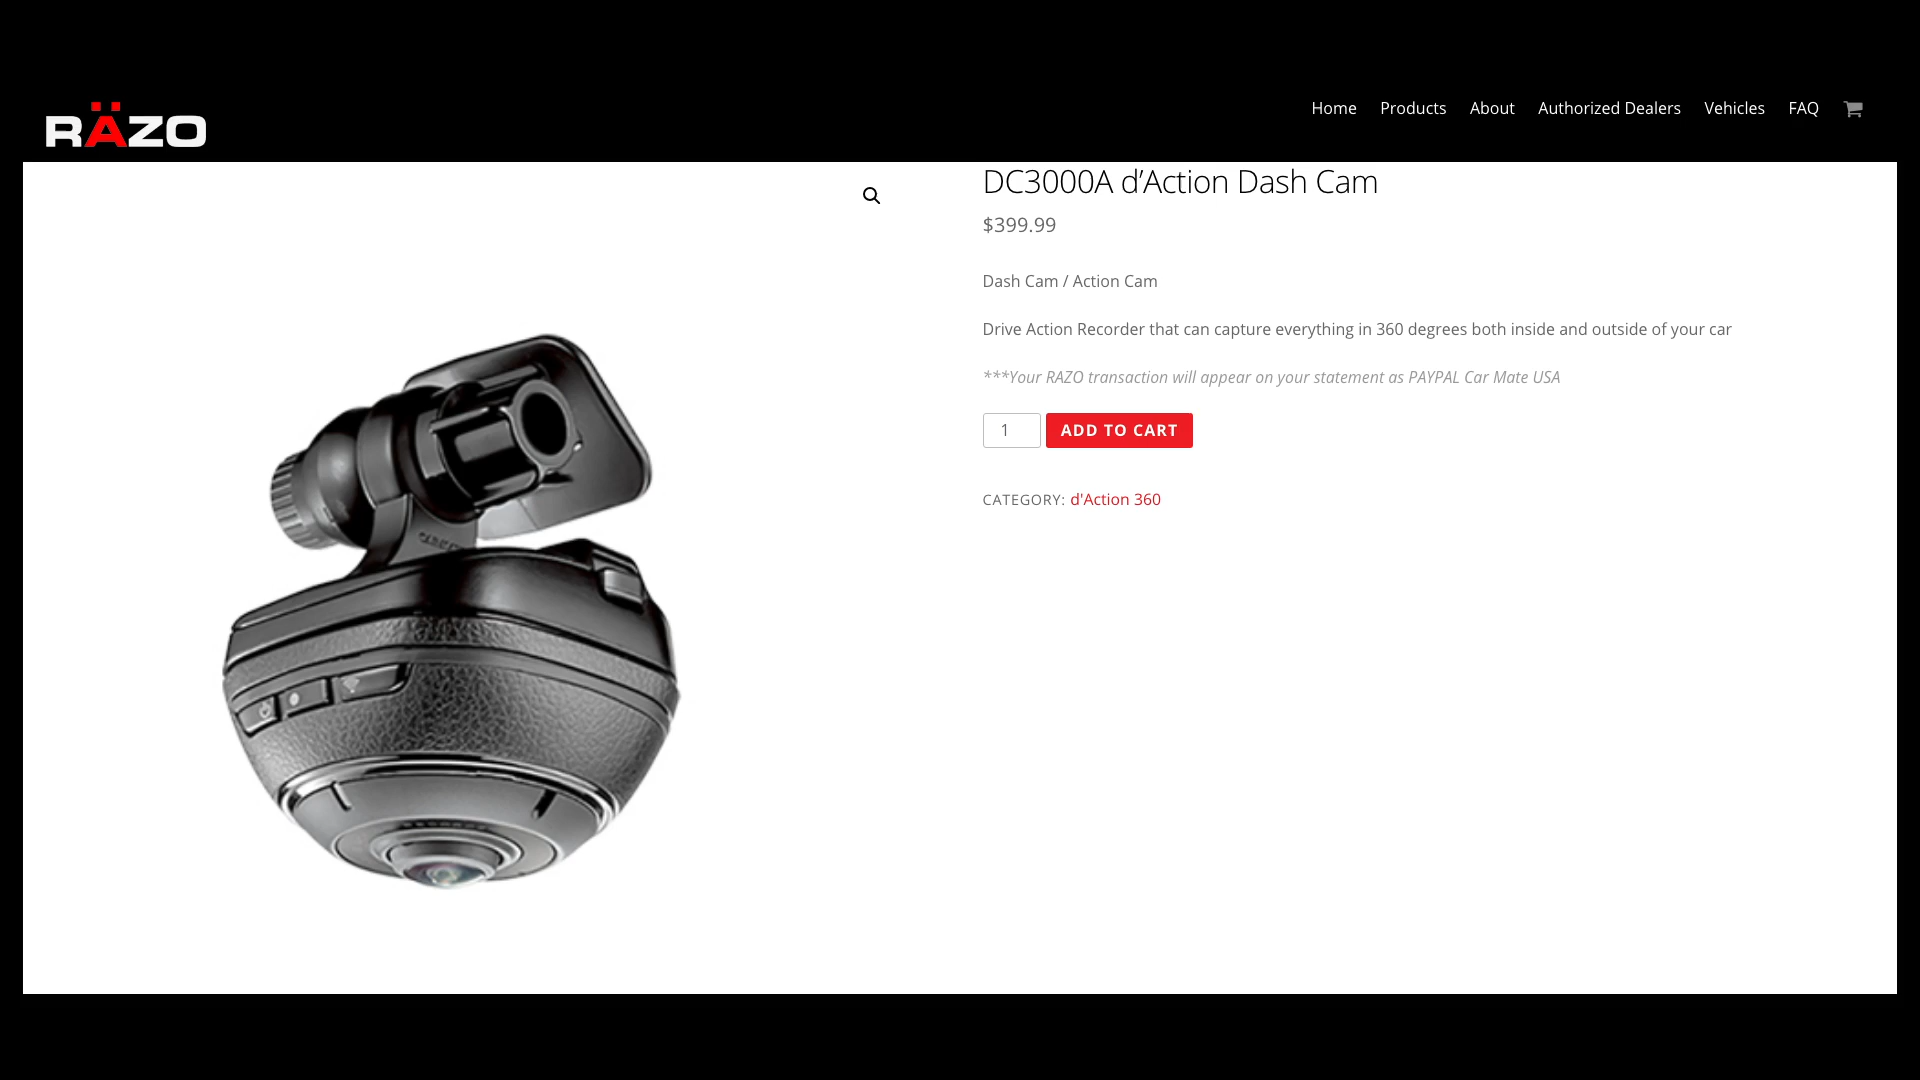 RÄZO
Home Products About Authorized Dealers Vehicles FAQ
DC3000A d’Action Dash Cam
$399.99
Dash Cam / Action Cam
Drive Action Recorder that can capture everything in 360 degrees both inside and outside of your car
***Your RAZO transaction will appear on your statement as PAYPAL Car Mate USA
1 ADD TO CART
CATEGORY: d'Action 360